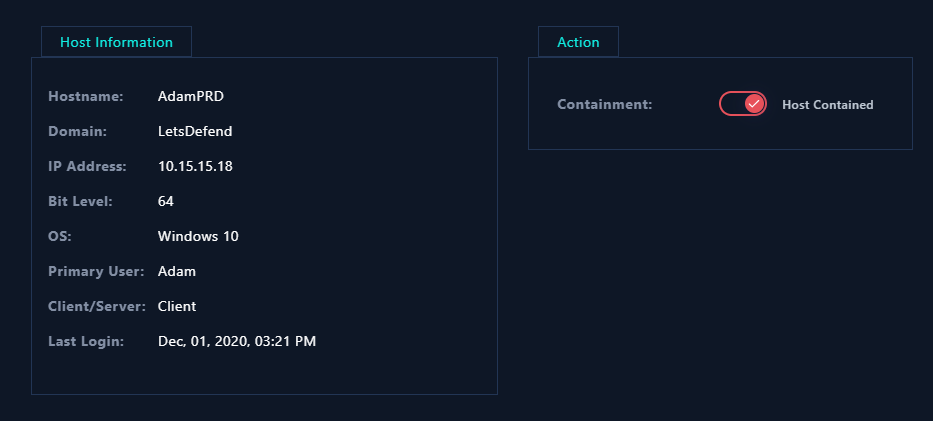 Host Information
Hostname: AdamPRD
Domain: LetsDefend
IP Address: 10.15.15.18
Bit Level: 64
OS: Windows 10
Primary User: Adam
Client/Server: Client
Last Login: Dec, 01, 2020, 03:21 PM
Action
Containment: Host Contained